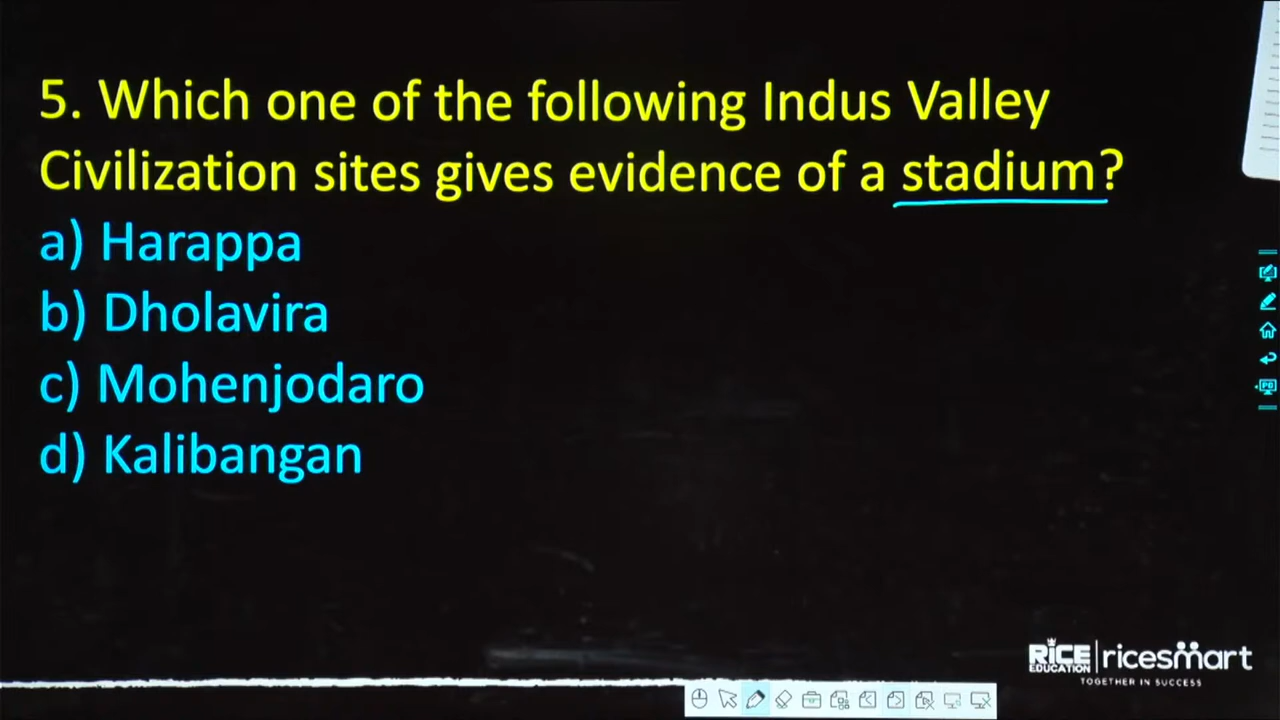 5. Which one of the following Indus Valley
Civilization sites gives evidence of a stadium?
a) Harappa
b) Dholavira
c) Mohenjodaro
d) Kalibangan
RICE EDUCATION | ricesmart
TOGETHER IN SUCCESS